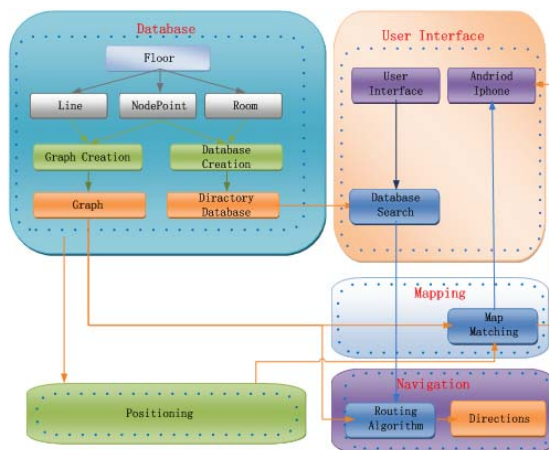 Database
Floor
Line
NodePoint
Room
Graph Creation
Database
Creation
Graph
Diractory
Database
User Interface
User
Interface
Andriod
Iphone
Database
Search
Mapping
Map
Matching
Positioning
Navigation
Routing
Algorithm
Directions